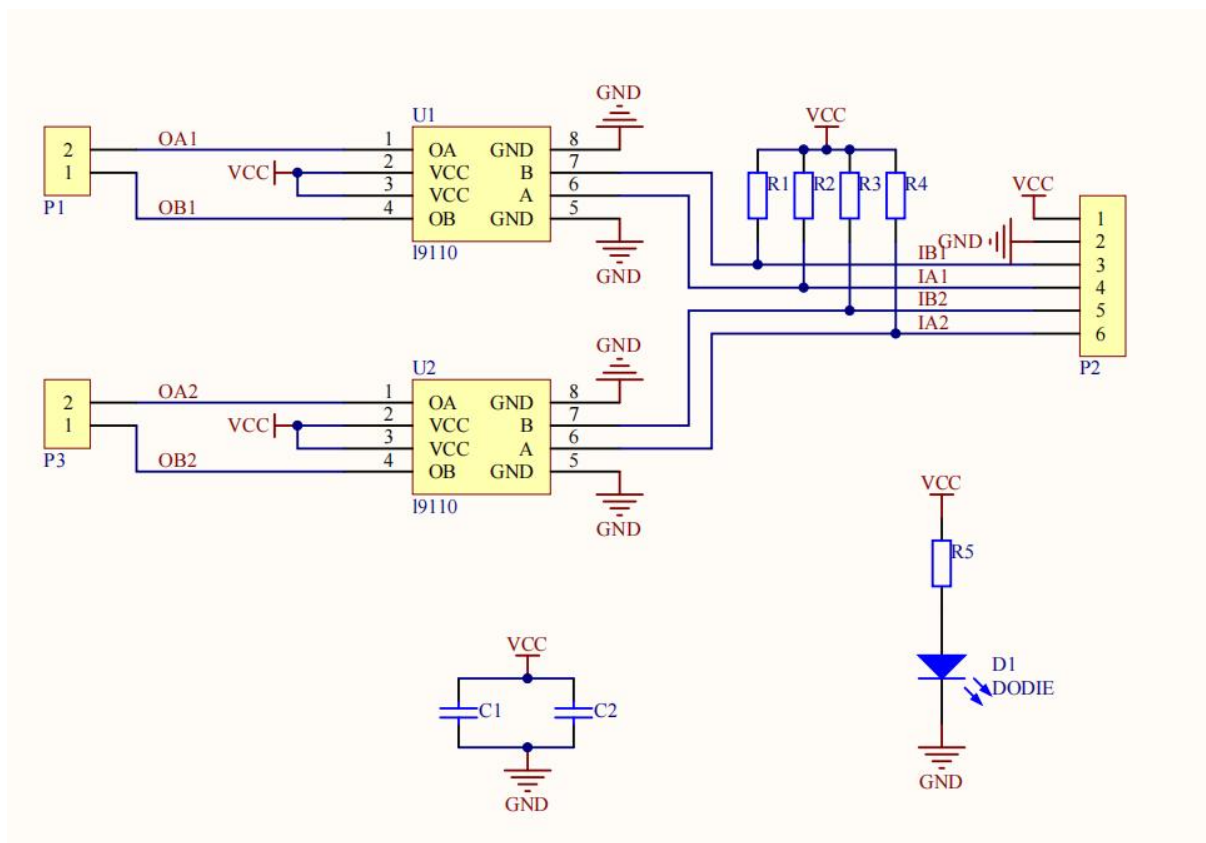 GND
U1
VCC
OA1
1
8
2
OA
GND
2
7
1
VCC
VCC
B
R1
R2
R3
R4
3
6
VCC
P1
VCC
A
OB1
4
5
OB
GND
1
GND
2
l9110
IB1
3
GND
IA1
4
IB2
5
IA2
6
GND
U2
P2
OA2
1
8
2
OA
GND
2
7
1
VCC
VCC
B
3
6
VCC
A
P3
OB2
4
5
OB
GND
VCC
l9110
GND
R5
VCC
D1
DODIE
C1
C2
GND
GND